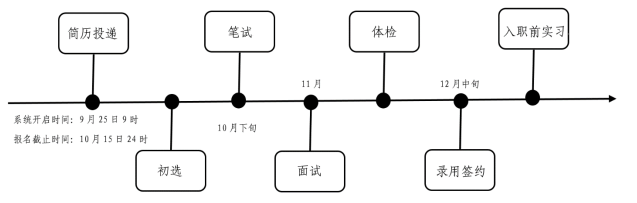 简历投递
笔试
体检
入职前实习
11月
12月中旬
系统开启时间：9月25日9时
报名截止时间：10月15日24时
10月下旬
初选
面试
录用签约